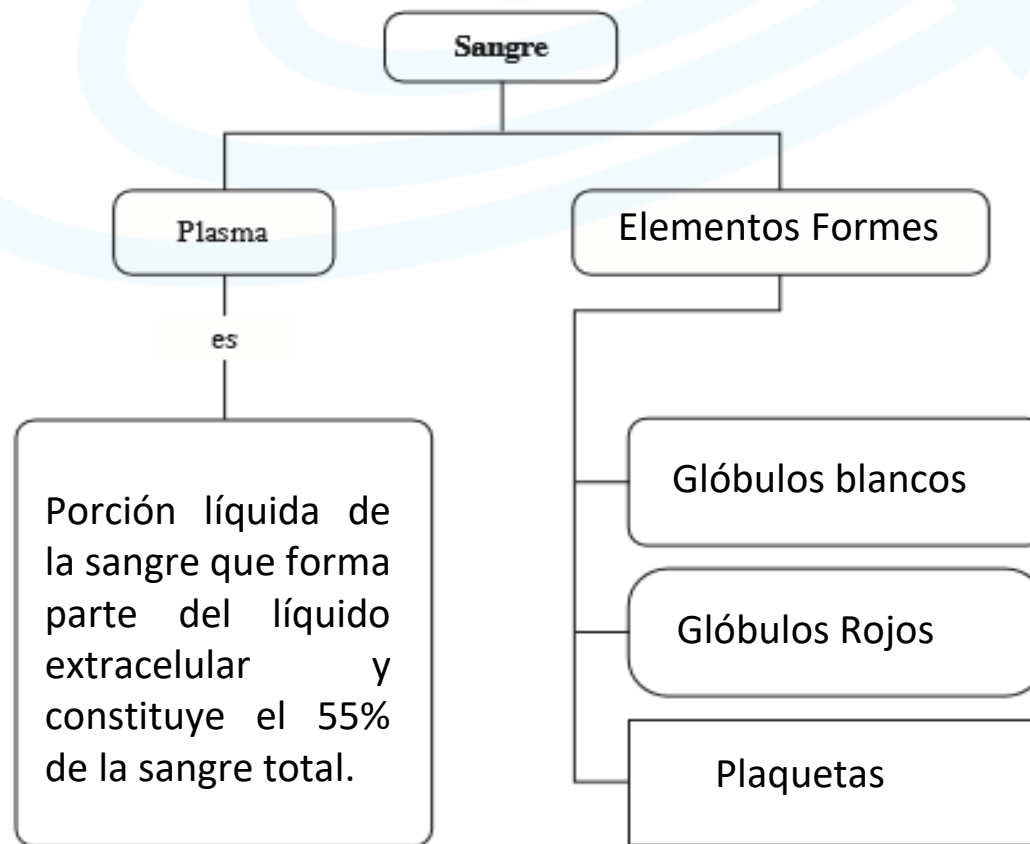 Sangre
Plasma
Elementos Formes
es
Porción líquida de
la sangre que forma
parte del líquido
extracelular y
constituye el 55%
de la sangre total.
Glóbulos blancos
Glóbulos Rojos
Plaquetas